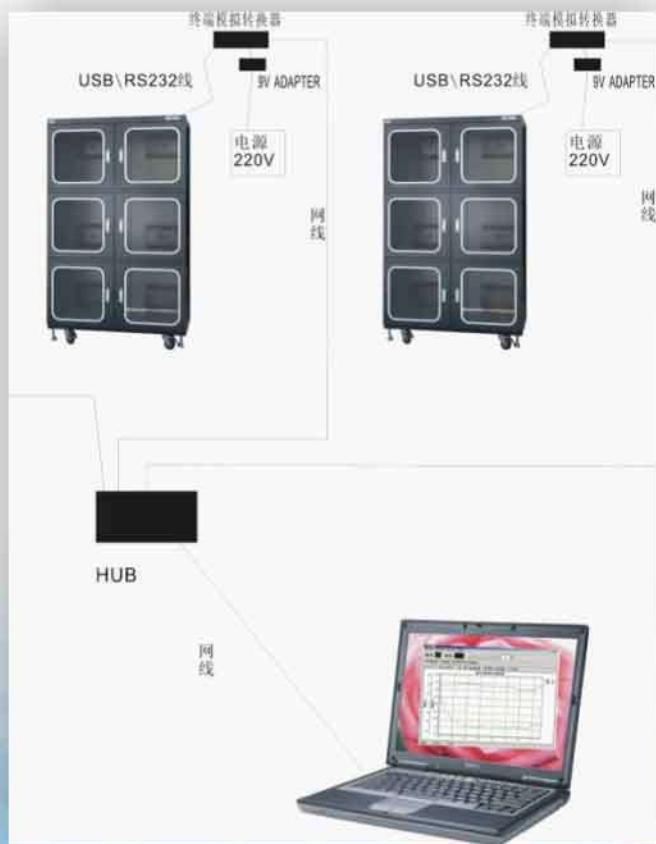 终端模拟转换器
终端模拟转换器
USB\RS232线
9V ADAPTER
USB\RS232线
9V ADAPTER
电源
220V
电源
220V
网线
网线
HUB
网线